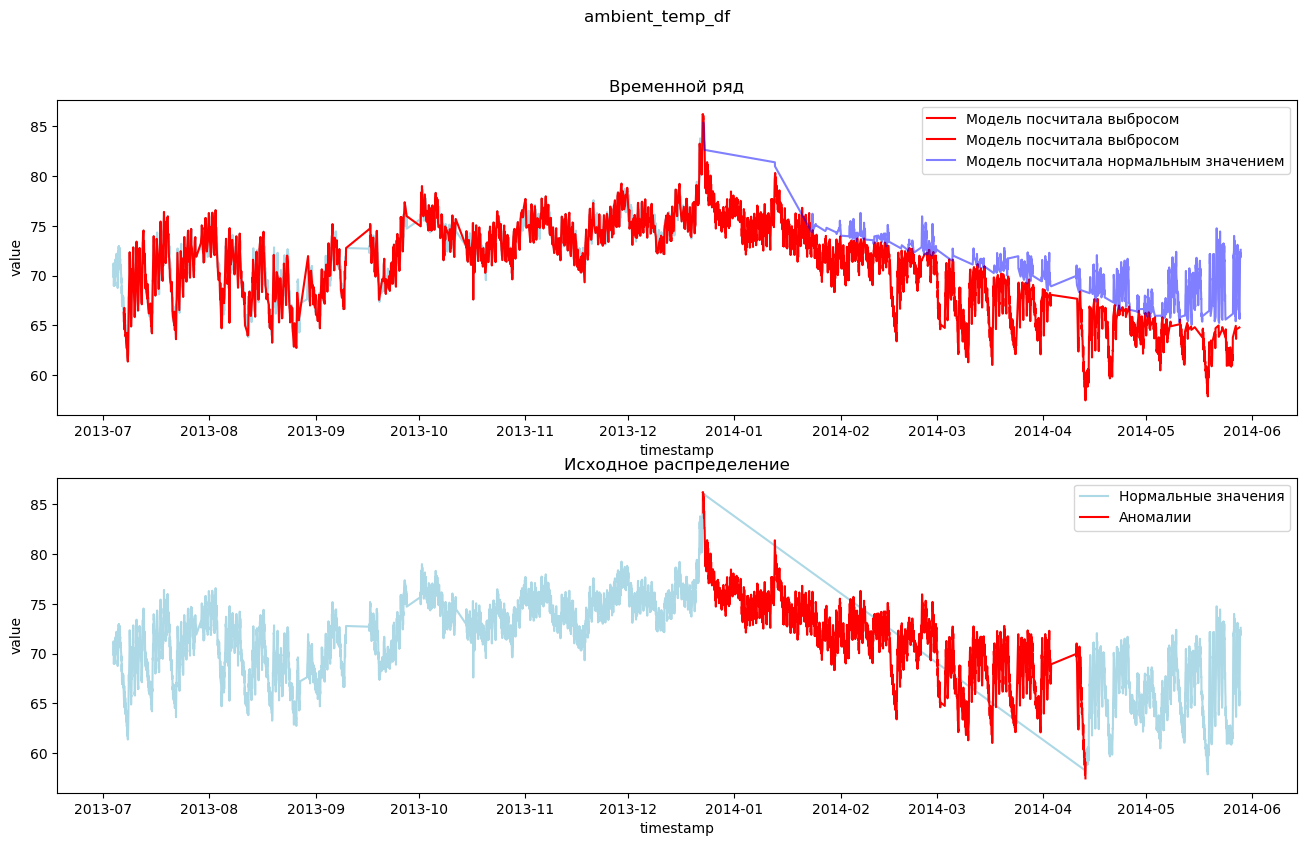 ambient_temp_df
Временной ряд
Модель посчитала выбросом
Модель посчитала выбросом
Модель посчитала нормальным значением
value
85
80
75
70
65
60
2013-07 2013-08 2013-09 2013-10 2013-11 2013-12 2014-01 2014-02 2014-03 2014-04 2014-05 2014-06
timestamp
Исходное распределение
Нормальные значения
Аномалии
value
85
80
75
70
65
60
2013-07 2013-08 2013-09 2013-10 2013-11 2013-12 2014-01 2014-02 2014-03 2014-04 2014-05 2014-06
timestamp